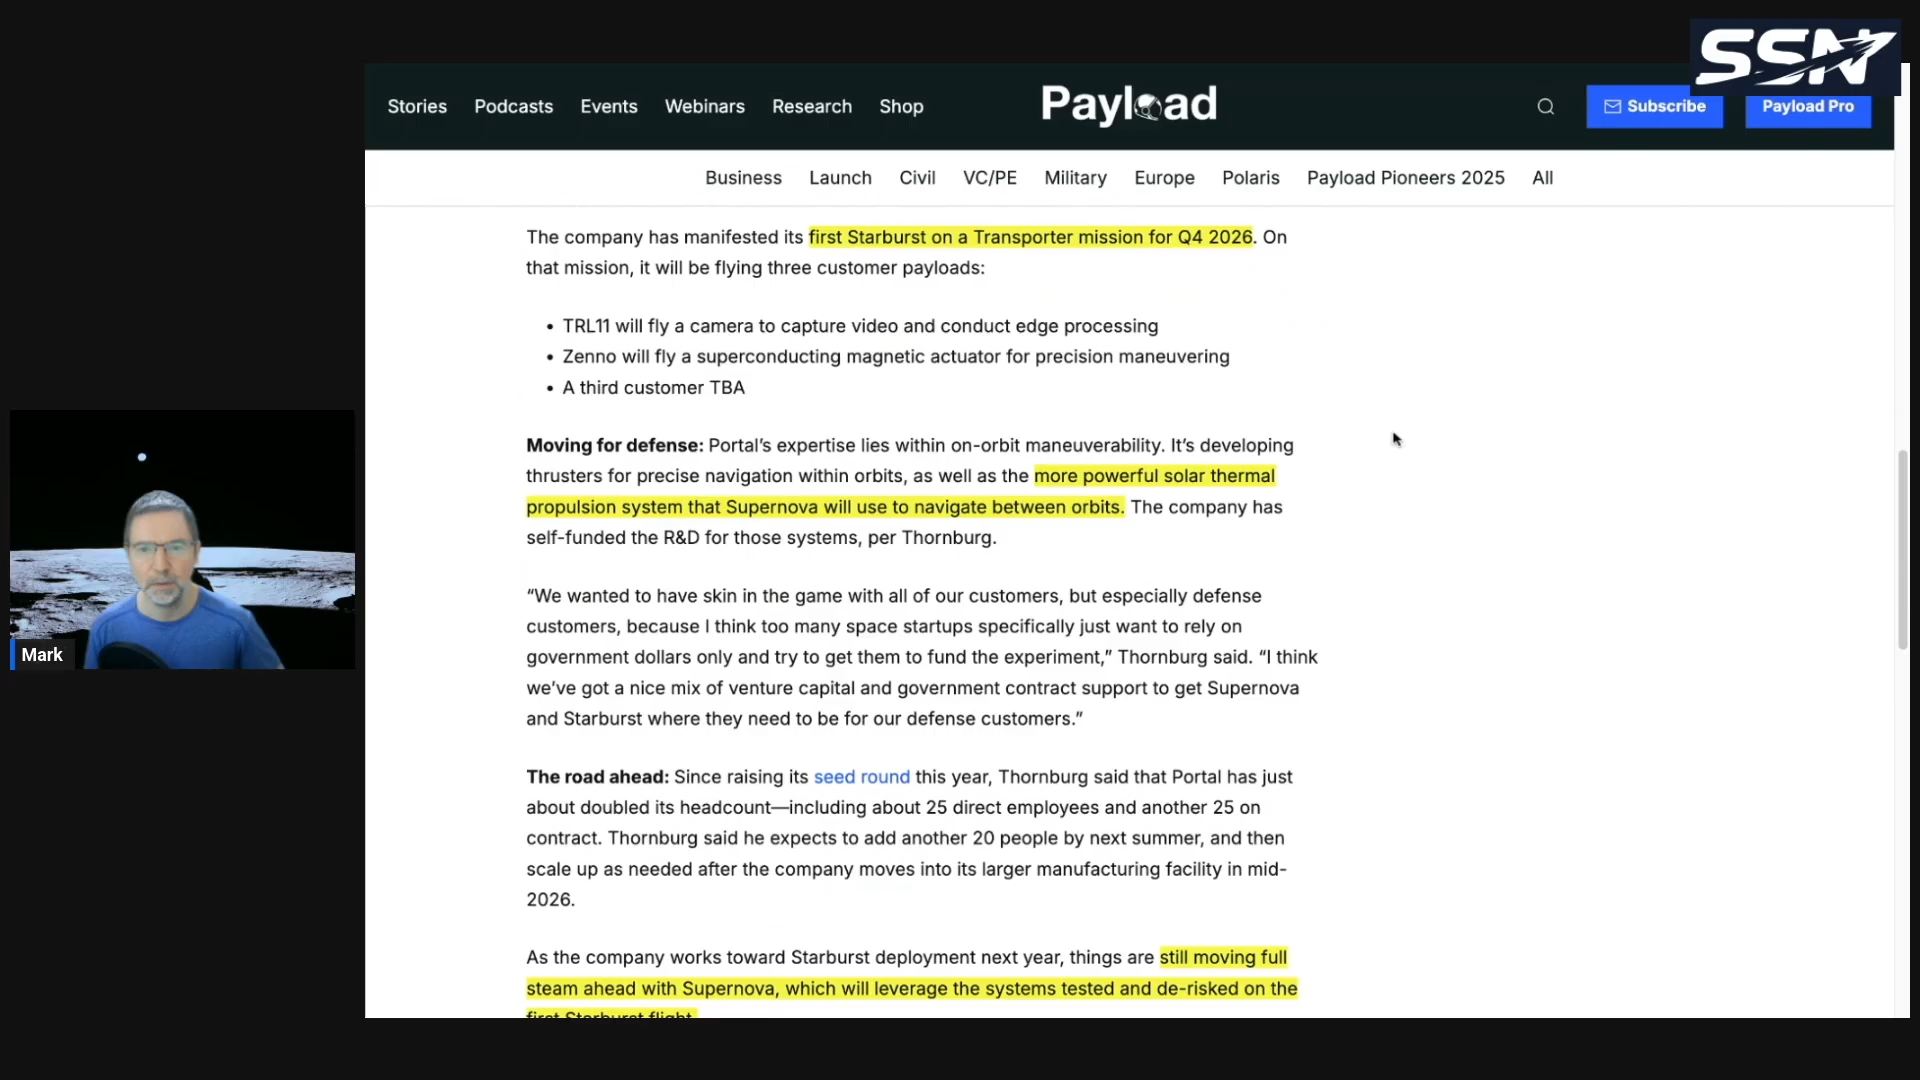 SSN
Stories Podcasts Events Webinars Research Shop
Payload
Subscribe
Payload Pro
Business Launch Civil VC/PE Military Europe Polaris Payload Pioneers 2025 All
The company has manifested its first Starburst on a Transporter mission for Q4 2026. On
that mission, it will be flying three customer payloads:
• TRL11 will fly a camera to capture video and conduct edge processing
• Zenno will fly a superconducting magnetic actuator for precision maneuvering
• A third customer TBA
Moving for defense: Portal’s expertise lies within on-orbit maneuverability. It’s developing
thrusters for precise navigation within orbits, as well as the more powerful solar thermal
propulsion system that Supernova will use to navigate between orbits. The company has
self-funded the R&D for those systems, per Thornburg.
“We wanted to have skin in the game with all of our customers, but especially defense
customers, because I think too many space startups specifically just want to rely on
government dollars only and try to get them to fund the experiment,” Thornburg said. “I think
we’ve got a nice mix of venture capital and government contract support to get Supernova
and Starburst where they need to be for our defense customers.”
The road ahead: Since raising its seed round this year, Thornburg said that Portal has just
about doubled its headcount—including about 25 direct employees and another 25 on
contract. Thornburg said he expects to add another 20 people by next summer, and then
scale up as needed after the company moves into its larger manufacturing facility in mid-
2026.
As the company works toward Starburst deployment next year, things are still moving full
steam ahead with Supernova, which will leverage the systems tested and de-risked on the
first Starburst flight.
Mark